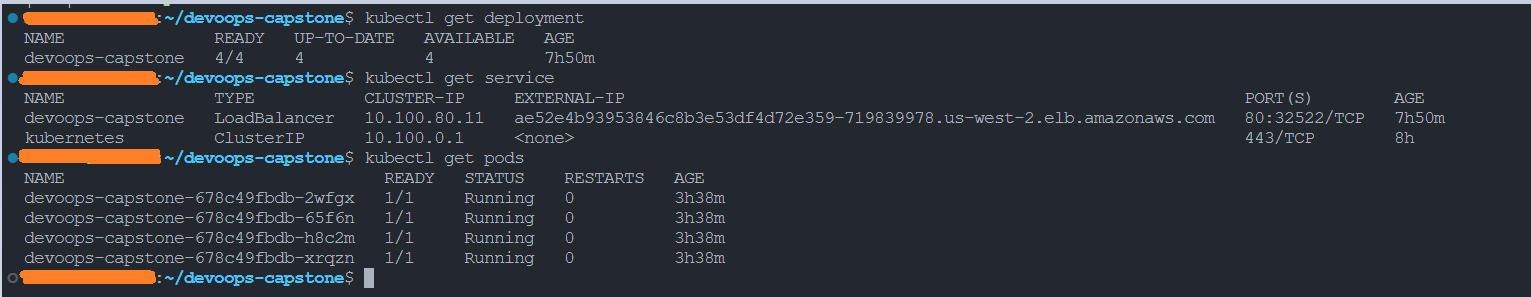 :~/devoops-capstone$ kubectl get deployment
NAME READY UP-TO-DATE AVAILABLE AGE
devoops-capstone 4/4 4 4 7h50m
:~/devoops-capstone$ kubectl get service
NAME TYPE CLUSTER-IP EXTERNAL-IP PORT(S) AGE
devoops-capstone LoadBalancer 10.100.80.11 ae52e4b93953846c8b3e53df4d72e359-719839978.us-west-2.elb.amazonaws.com 80:32522/TCP 7h50m
kubernetes ClusterIP 10.100.0.1 <none> 443/TCP 8h
:~/devoops-capstone$ kubectl get pods
NAME READY STATUS RESTARTS AGE
devoops-capstone-678c49fbdb-2wfgx 1/1 Running 0 3h38m
devoops-capstone-678c49fbdb-65f6n 1/1 Running 0 3h38m
devoops-capstone-678c49fbdb-h8c2m 1/1 Running 0 3h38m
devoops-capstone-678c49fbdb-xrqzn 1/1 Running 0 3h38m
:~/devoops-capstone$